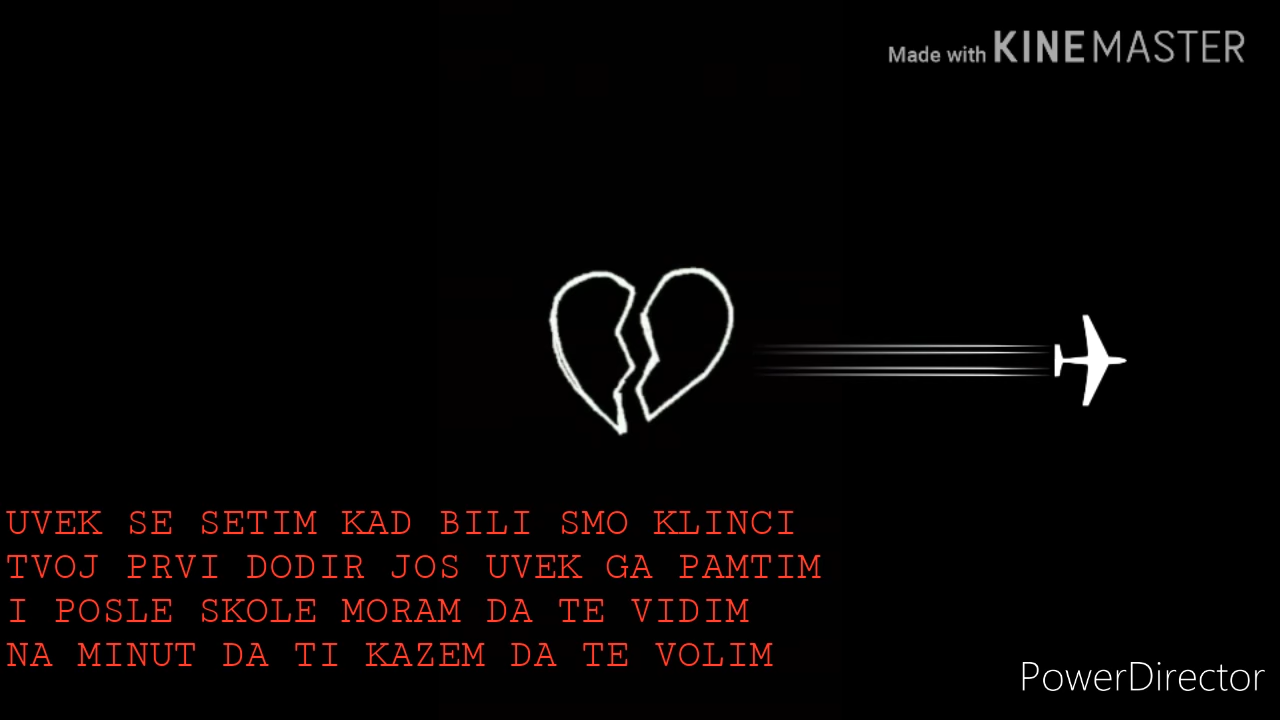 Made with KINEMASTER
UVEK SE SETIM KAD BILI SMO KLINCI
TVOJ PRVI DODIR JOS UVEK GA PAMTIM
I POSLE SKOLE MORAM DA TE VIDIM
NA MINUT DA TI KAZEM DA TE VOLIM
PowerDirector